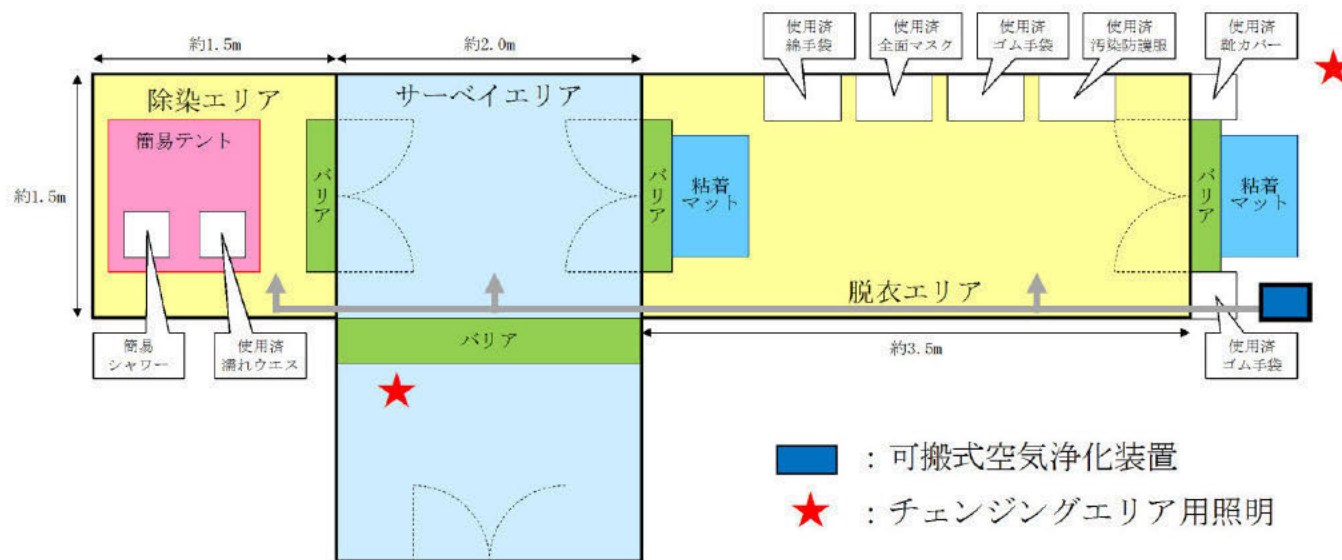 使用済
綿手袋
使用済
全面マスク
使用済
ゴム手袋
使用済
汚染防護服
使用済
靴カバー
約1.5m
約2.0m
除染エリア
サーベイエリア
簡易テント
バリア
バリア
粘着
マット
バリア
粘着
マット
約1.5m
脱衣エリア
簡易
シャワー
使用済
濡れウエス
バリア
約3.5m
使用済
ゴム手袋
：可搬式空気浄化装置
：チェンジングエリア用照明